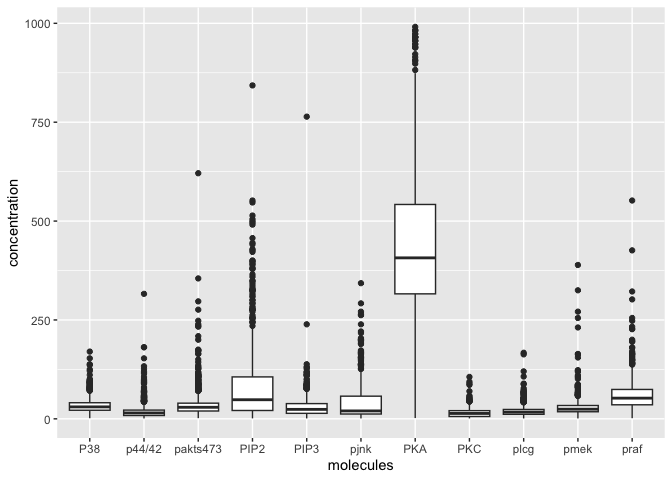 1000
750
500
250
0
concentration
P38 p44/42 pakts473 PIP2 PIP3 pjnk PKA PKC plcg pmek praf
molecules